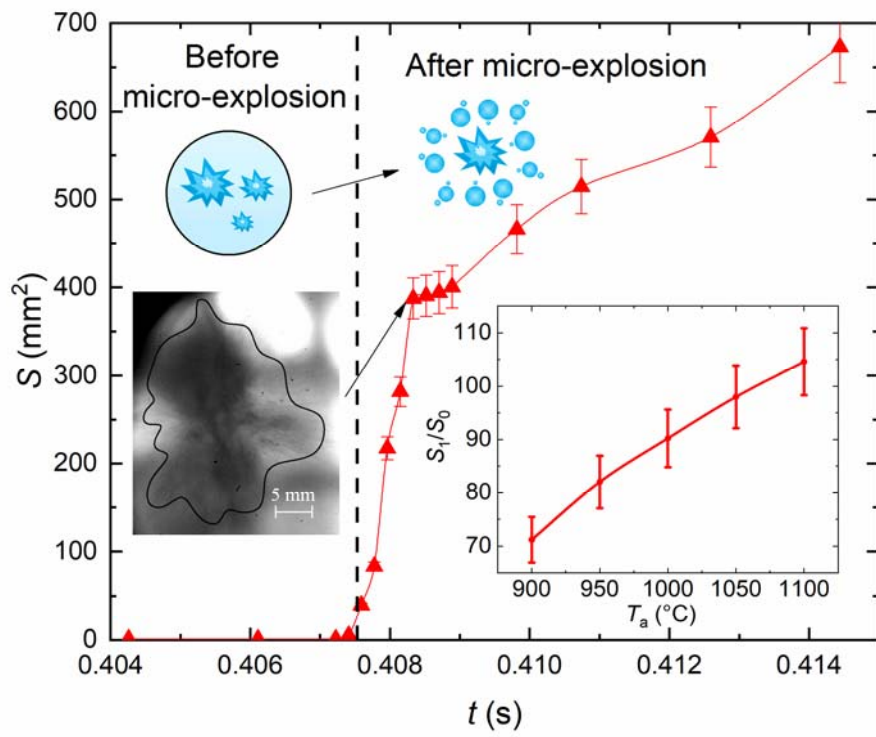 700
600
500
400
300
200
100
0
S (mm²)
Before
micro-explosion
After micro-explosion
5 mm
110
100
90
80
70
S₁/S₀
900 950 1000 1050 1100
Tₐ (°C)
0.404 0.406 0.408 0.410 0.412 0.414
t (s)